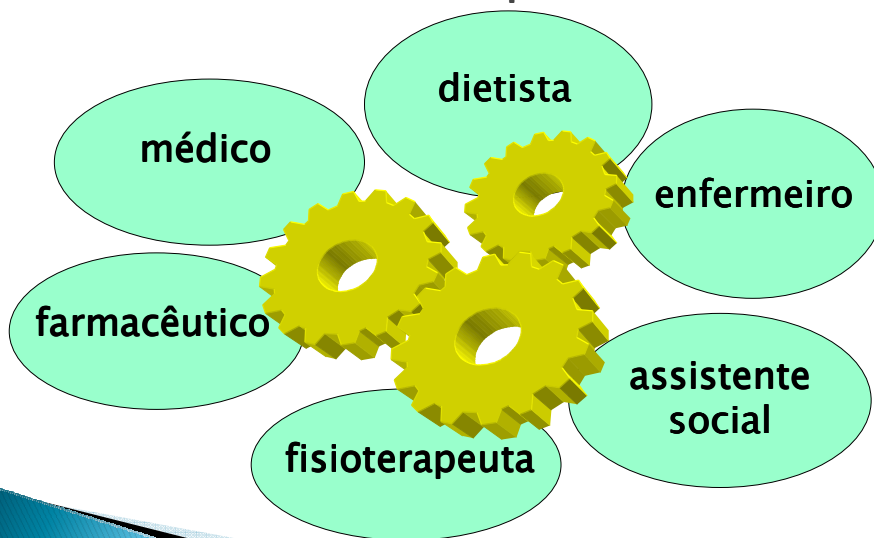 dietista
médico
enfermeiro
farmacêutico
assistente
social
fisioterapeuta